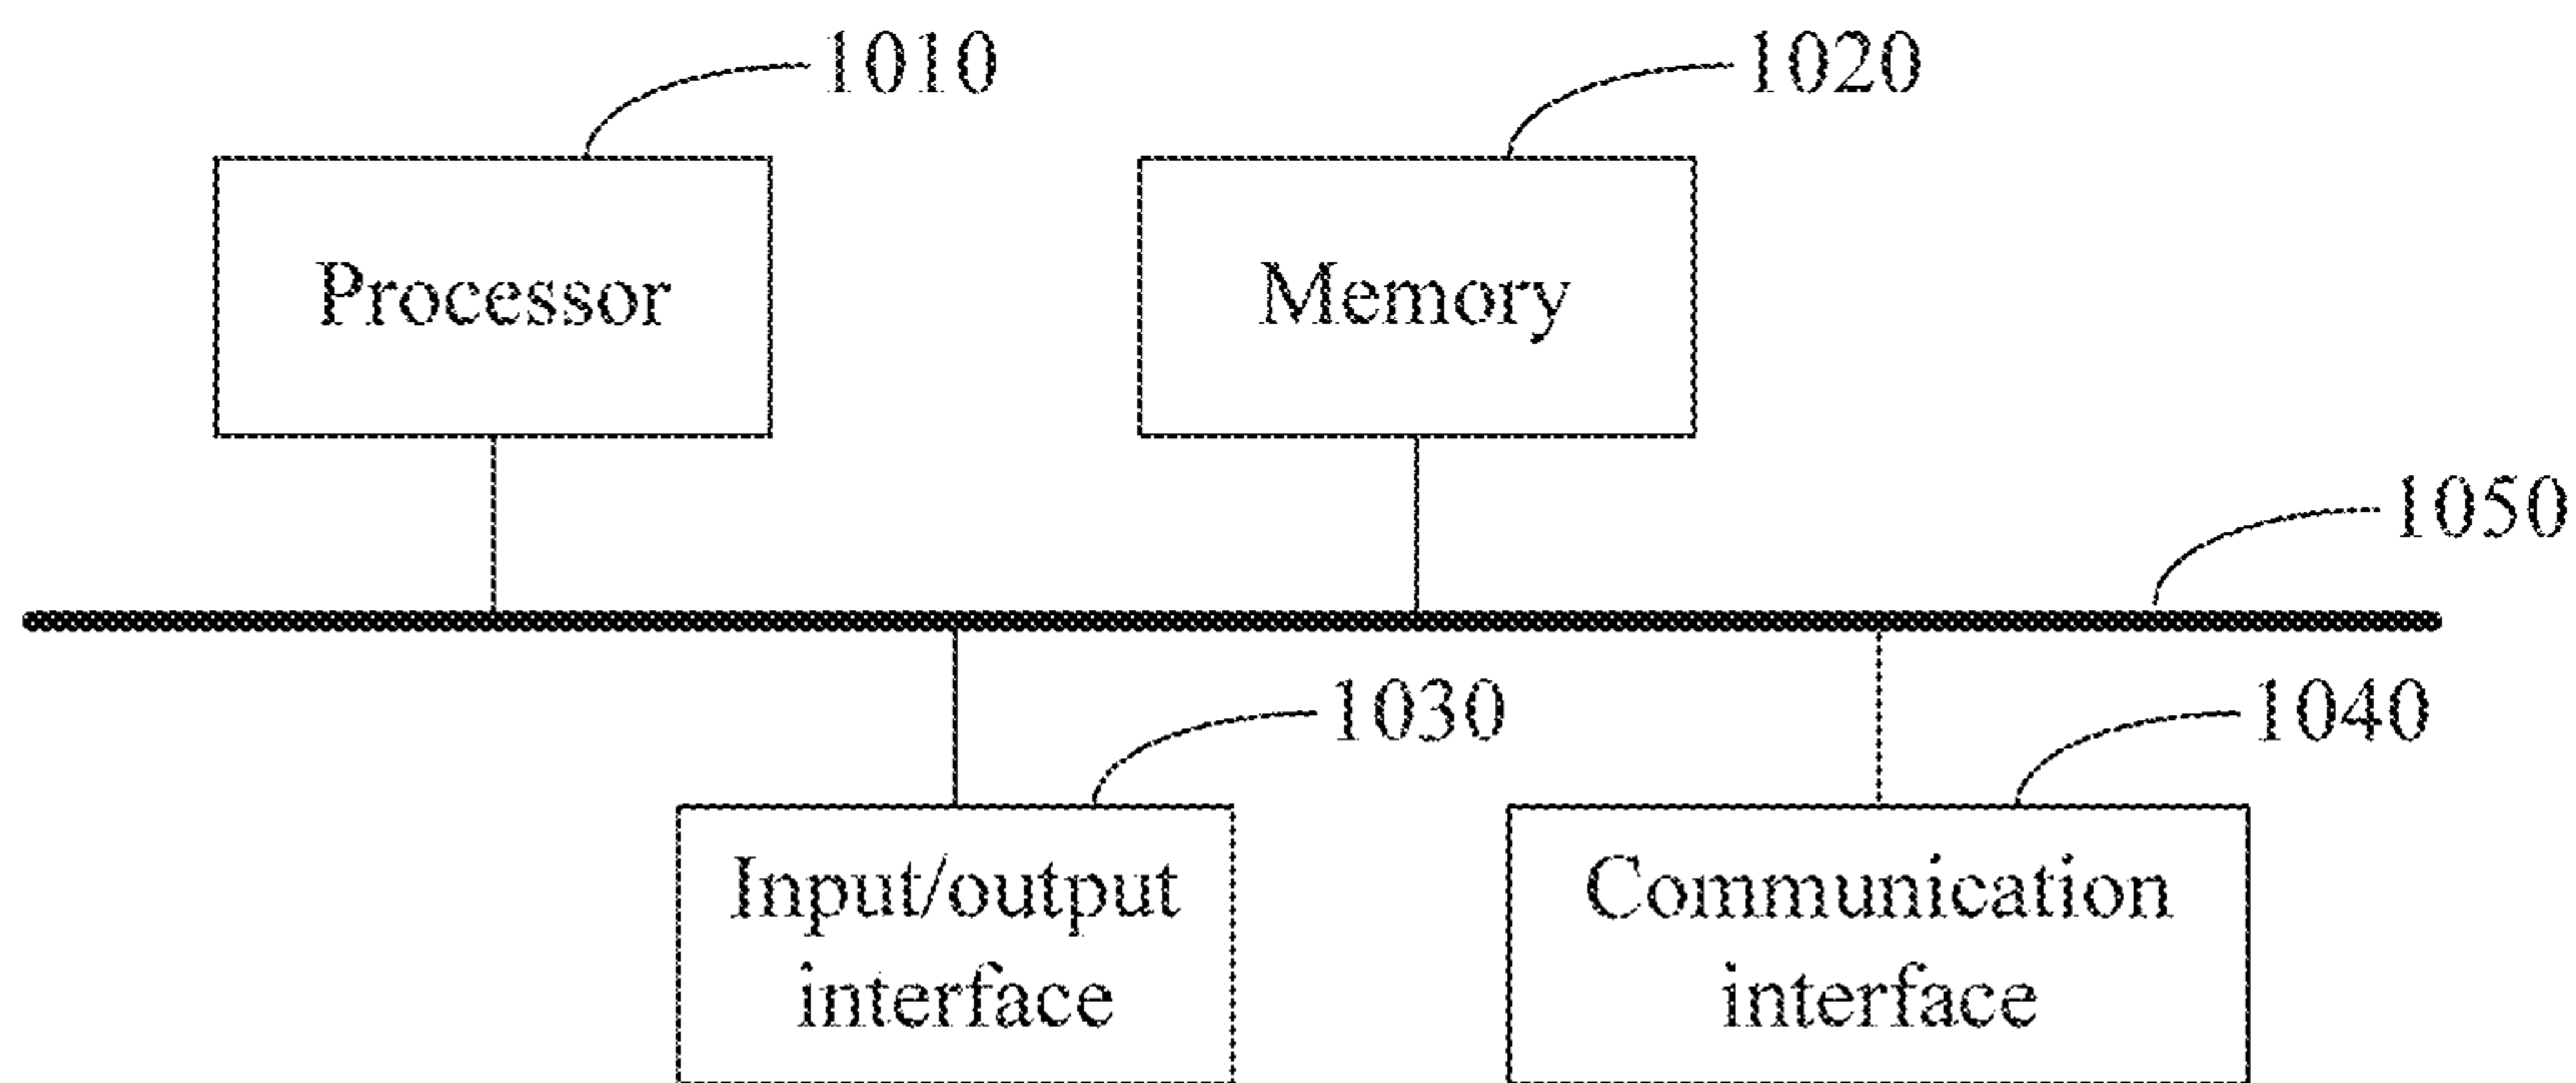 1010
1020
Processor
Memory
1050
1030
1040
Input/output
interface
Communication
interface